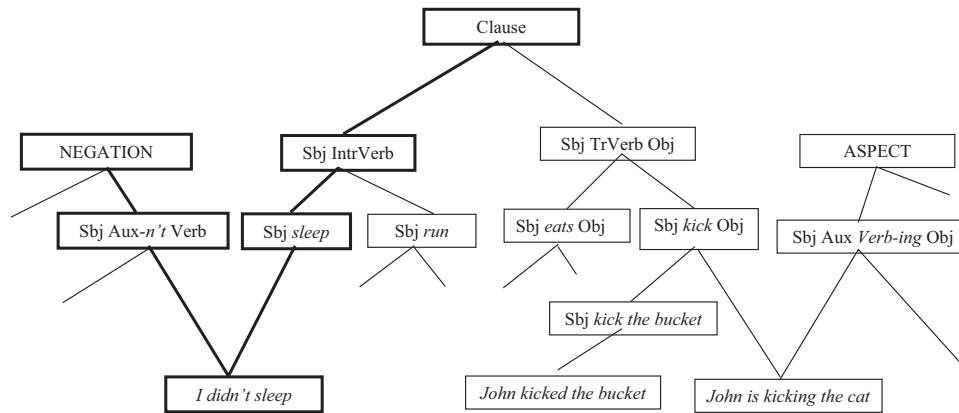 Clause
NEGATION
Sbj IntrVerb
Sbj TrVerb Obj
ASPECT
Sbj Aux-n't Verb
Sbj sleep
Sbj run
Sbj eats Obj
Sbj kick Obj
Sbj Aux Verb-ing Obj
Sbj kick the bucket
I didn't sleep
John kicked the bucket
John is kicking the cat